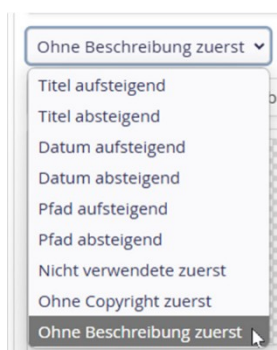 Ohne Beschreibung zuerst
Titel aufsteigend
Titel absteigend
Datum aufsteigend
Datum absteigend
Pfad aufsteigend
Pfad absteigend
Nicht verwendete zuerst
Ohne Copyright zuerst
Ohne Beschreibung zuerst